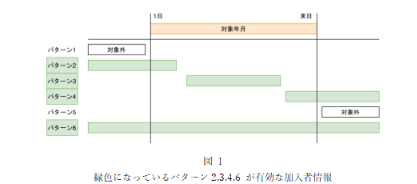 1日 末日
対象年月
パターン1 対象外
パターン2
パターン3
パターン4
パターン5 対象外
パターン6
図 1
緑色になっているパターン 2.3.4.6 が有効な加入者情報